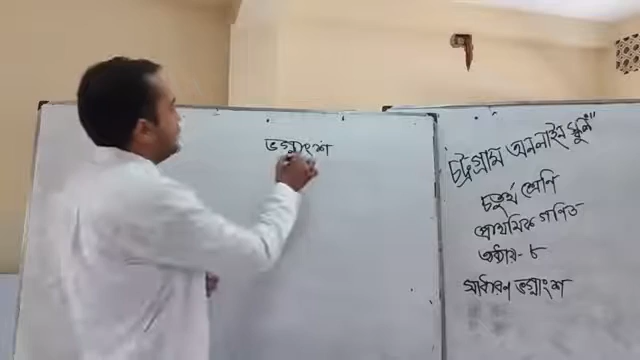 ভগ্নাংশ
চট্টগ্রাম অনলাইন স্কুলিং"
চতুর্থ শ্রেণি
প্রাথমিক গণিত
অধ্যায়- ৮
সাধারণ ভগ্নাংশ